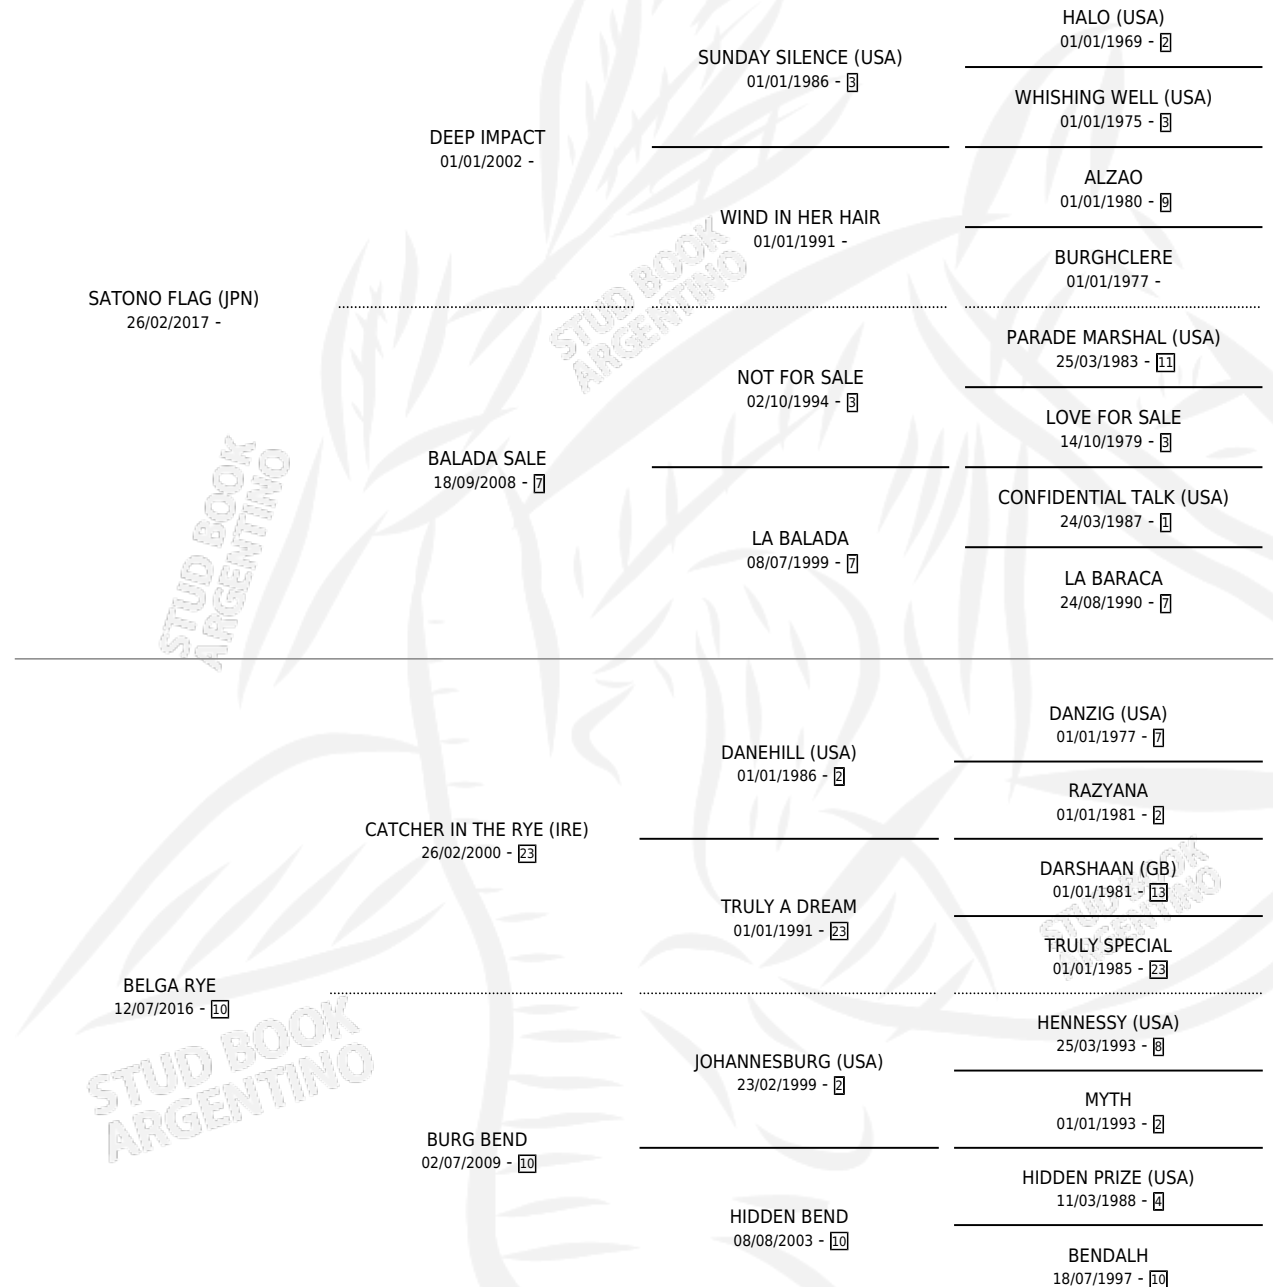 HALO (USA)
01/01/1969 - 2
SUNDAY SILENCE (USA)
01/01/1986 - 3
WHISHING WELL (USA)
01/01/1975 - 3
DEEP IMPACT
01/01/2002 -
ALZAO
01/01/1980 - 9
WIND IN HER HAIR
01/01/1991 -
BURGHCLERE
01/01/1977 -
SATONO FLAG (JPN)
26/02/2017 -
PARADE MARSHAL (USA)
25/03/1983 - 11
NOT FOR SALE
02/10/1994 - 3
LOVE FOR SALE
14/10/1979 - 3
BALADA SALE
18/09/2008 - 7
CONFIDENTIAL TALK (USA)
24/03/1987 - 1
LA BALADA
08/07/1999 - 7
LA BARACA
24/08/1990 - 7
STUD BOOK
ARGENTINO
STUD BOOK
ARGENTINO
DANZIG (USA)
01/01/1977 - 7
DANEHILL (USA)
01/01/1986 - 2
RAZYANA
01/01/1981 - 2
CATCHER IN THE RYE (IRE)
26/02/2000 - 23
DARSHAAN (GB)
01/01/1981 - 13
TRULY A DREAM
01/01/1991 - 23
TRULY SPECIAL
01/01/1985 - 23
BELGA RYE
12/07/2016 - 10
HENNESSY (USA)
25/03/1993 - 8
JOHANNESBURG (USA)
23/02/1999 - 2
MYTH
01/01/1993 - 2
BURG BEND
02/07/2009 - 10
HIDDEN PRIZE (USA)
11/03/1988 - 4
HIDDEN BEND
08/08/2003 - 10
BENDALH
18/07/1997 - 10
STUD BOOK
ARGENTINO
STUD BOOK
ARGENTINO